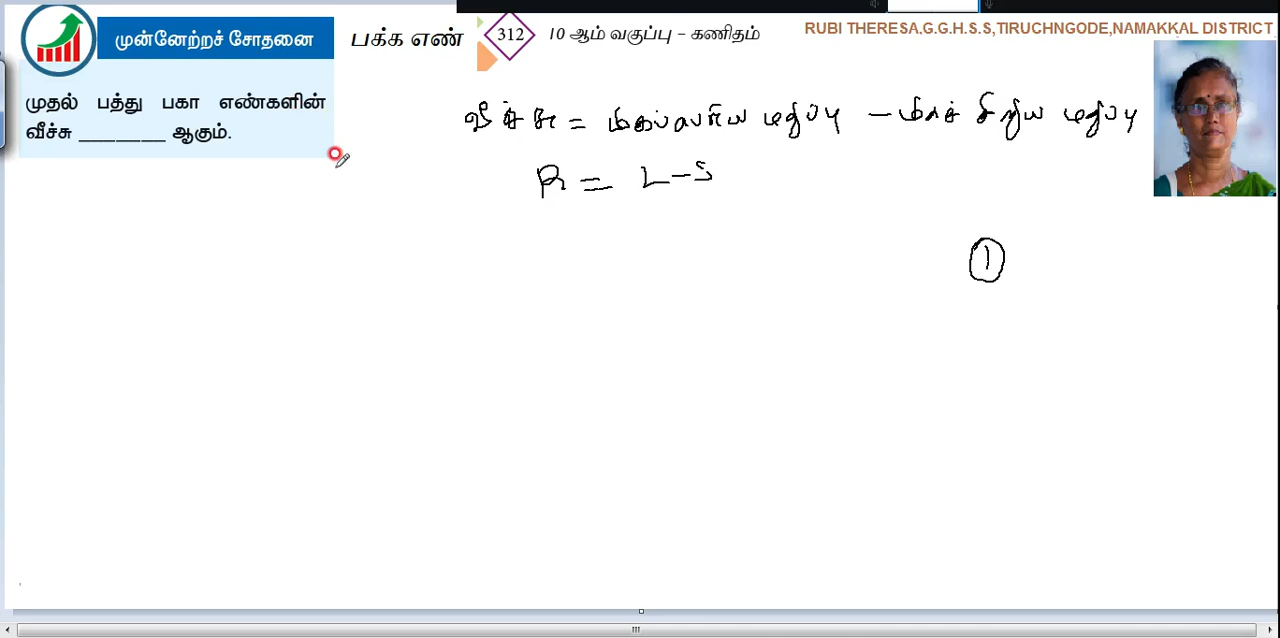 RUBI THERESA,G.G.H.S.S,TIRUCHNGODE,NAMAKKAL DISTRICT
முன்னேற்றச் சோதனை
பக்க எண்
312
10 ஆம் வகுப்பு – கணிதம்
முதல் பத்து பகா எண்களின்
வீச்சு ________ ஆகும்.
வீச்சு = மிகப்பெரிய மதிப்பு – மிகச் சிறிய மதிப்பு
R = L-S
1